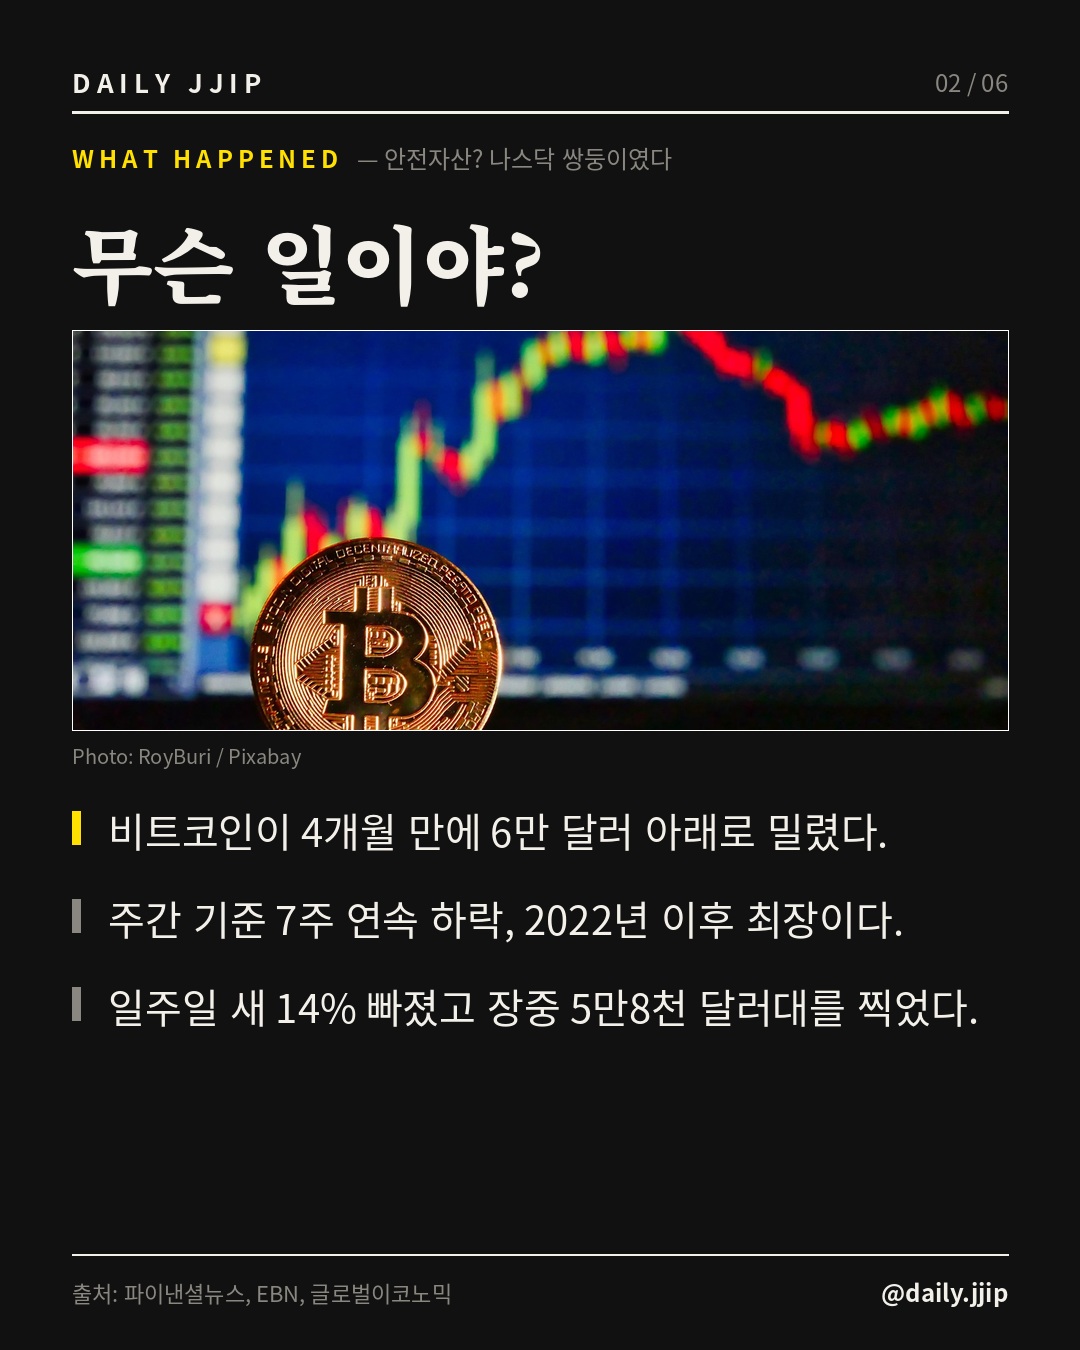 DAILY JJIP
02 / 06
WHAT HAPPENED — 안전자산? 나스닥 쌍둥이였다
무슨 일이야?
DECENTRALIZED
PEER TO PEER
Photo: RoyBuri / Pixabay
비트코인이 4개월 만에 6만 달러 아래로 밀렸다.
주간 기준 7주 연속 하락, 2022년 이후 최장이다.
일주일 새 14% 빠졌고 장중 5만8천 달러대를 찍었다.
출처: 파이낸셜뉴스, EBN, 글로벌이코노믹
@daily.jjip